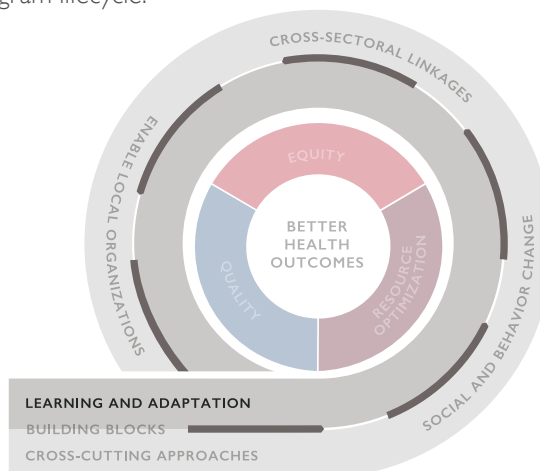 gram lifecycle.
CROSS-SECTORAL LINKAGES
ENABLE LOCAL ORGANIZATIONS
EQUITY
BETTER
HEALTH
OUTCOMES
QUALITY
RESOURCE
OPTIMIZATION
SOCIAL AND BEHAVIOR CHANGE
LEARNING AND ADAPTATION
BUILDING BLOCKS
CROSS-CUTTING APPROACHES